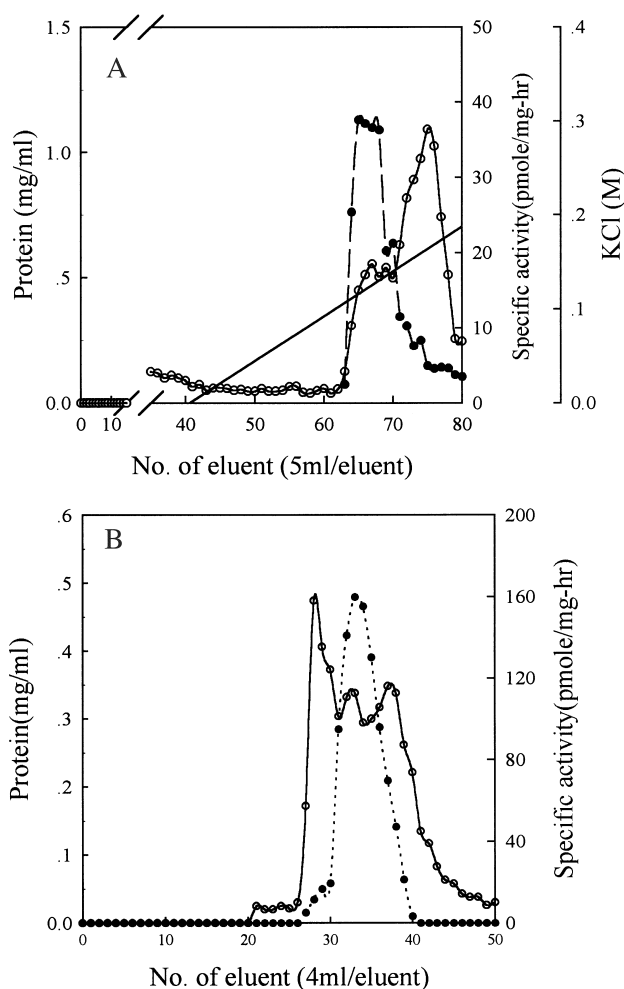 A
1.5
1.0
.5
0.0
Protein (mg/ml)
50
40
30
20
10
0
Specific activity(pmole/mg-hr)
.4
.3
.2
.1
0.0
KCl (M)
0 10 40 50 60 70 80
No. of eluent (5ml/eluent)
B
.6
.5
.4
.3
.2
.1
0.0
Protein(mg/ml)
200
160
120
80
40
0
Specific activity(pmole/mg-hr)
0 10 20 30 40 50
No. of eluent (4ml/eluent)